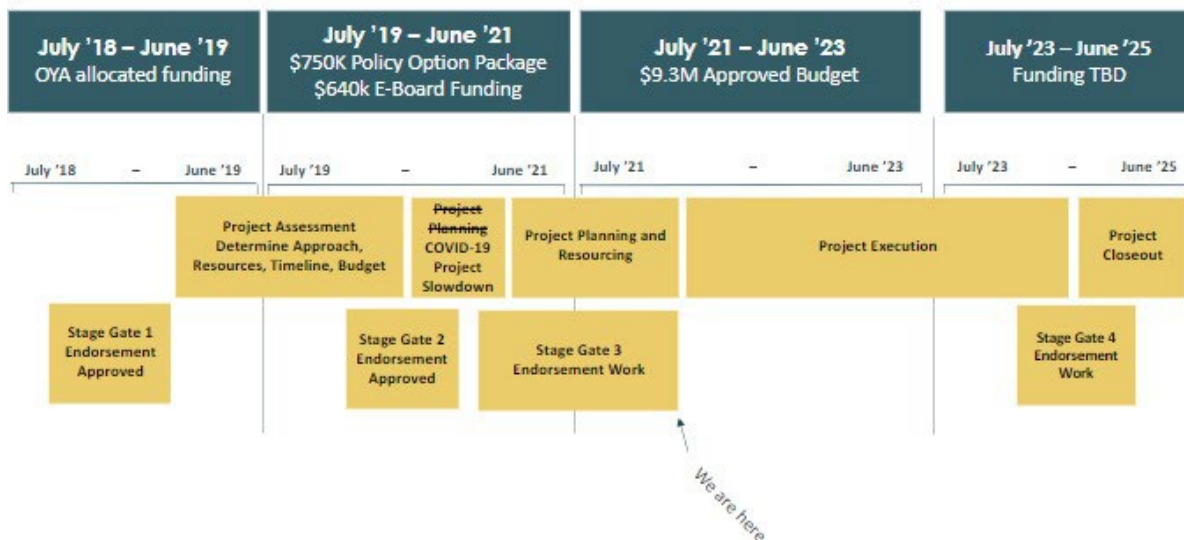 July '18 – June '19
OYA allocated funding
July '19 – June '21
$750K Policy Option Package
$640k E-Board Funding
July '21 – June '23
$9.3M Approved Budget
July '23 – June '25
Funding TBD
July '18 – June '19
July '19 – June '21
July '21 – June '23
July '23 – June '25
Project Assessment
Determine Approach,
Resources, Timeline, Budget
Project
Planning
COVID-19
Project
Slowdown
Project Planning and
Resourcing
Project Execution
Project
Closeout
Stage Gate 1
Endorsement
Approved
Stage Gate 2
Endorsement
Approved
Stage Gate 3
Endorsement Work
Stage Gate 4
Endorsement
Work
We are here